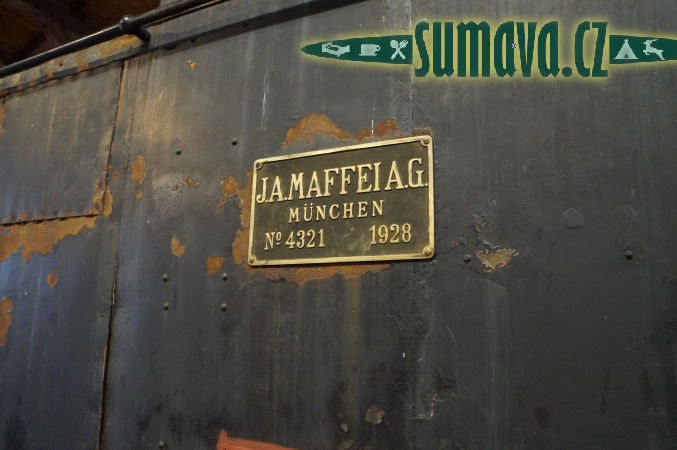 sumava.cz
J.A.MAFFEI A.G.
MÜNCHEN
Nº 4321 1928